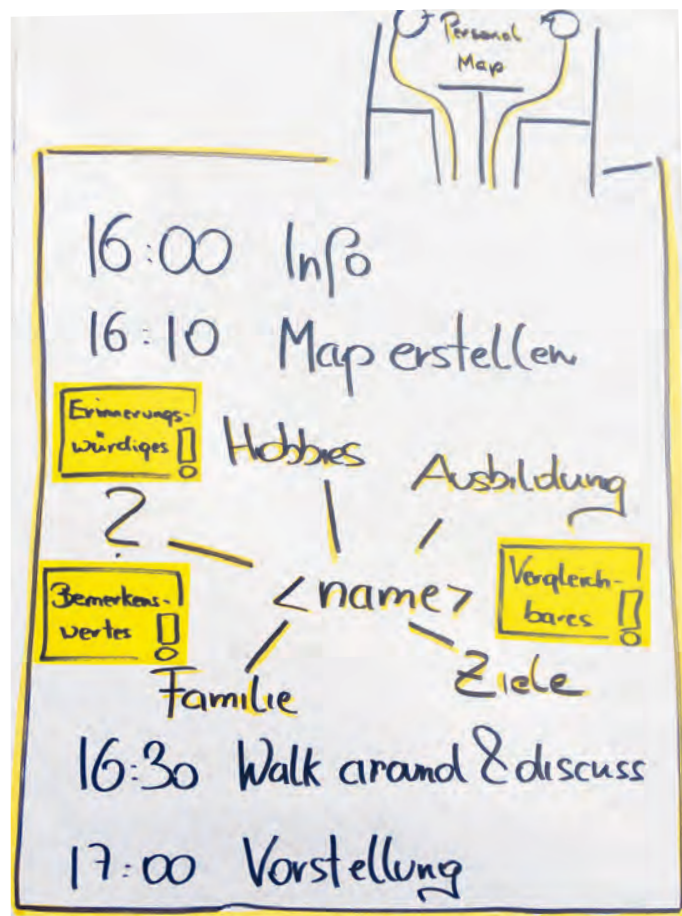 Personal
Map
16:00 Info
16:10 Map erstellen
Erinnerungs-
würdiges!
Hobbies
Ausbildung
?
<name>
Bemerkens-
wertes!
Vergleich-
bares!
Familie
Ziele
16:30 Walk around & discuss
17:00 Vorstellung